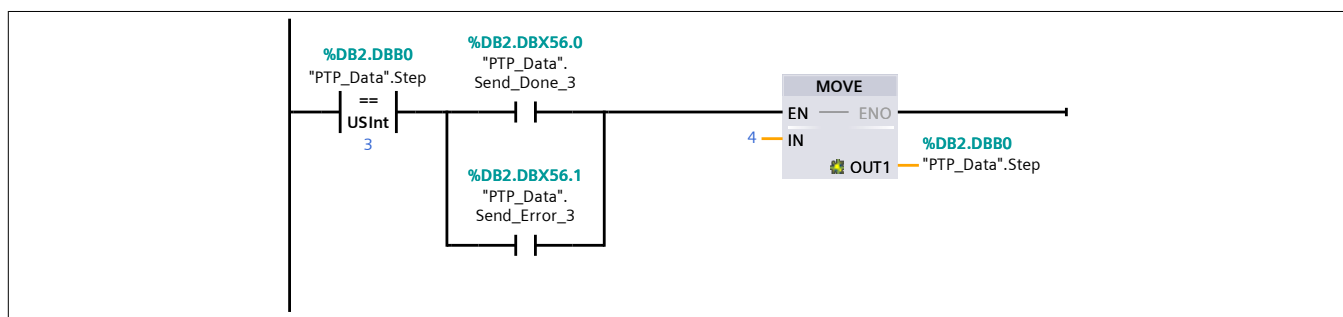 %DB2.DBB0
"PTP_Data".Step
==
USInt
3
%DB2.DBX56.0
"PTP_Data".
Send_Done_3
%DB2.DBX56.1
"PTP_Data".
Send_Error_3
MOVE
EN ENO
4 IN
OUT1
%DB2.DBB0
"PTP_Data".Step